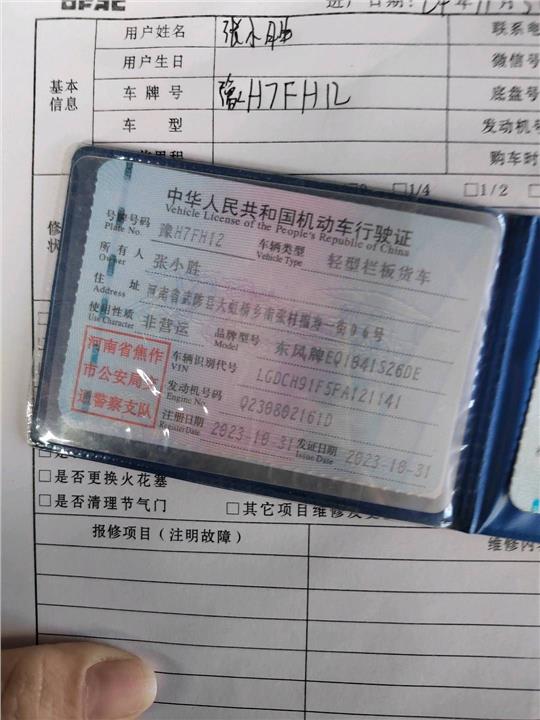 用户姓名 张小胜 联系电
用户生日 微信号
基本信息
车牌号 豫H7FH12 底盘号
车 型 发动机号
购车时
1/4 □1/2
中华人民共和国机动车行驶证
Vehicle License of the People's Republic of China
号牌号码 豫H7FH12 车辆类型 轻型栏板货车
Plate No. Vehicle Type
所有人 张小胜
Owner
住 址 河南省武陟县大虹桥乡南张村
Address
使用性质 非营运 品牌型号 东风牌EQ1041S26DE
Use Character Model
河南省焦作
市公安局交
通警察支队
车辆识别代号 LGDCH91F5FA121141
VIN
发动机号码 Q230802161D
Engine No.
注册日期 2023-10-31 发证日期 2023-10-31
Register Date Issue Date
□是否更换火花塞
□是否清理节气门 □其它项目维修及
报修项目（注明故障） 维修内